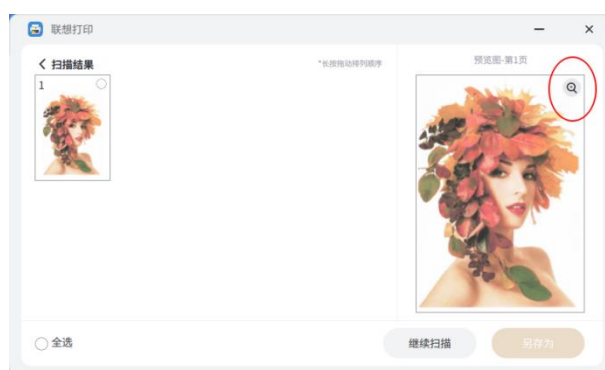 联想打印
扫描结果
*长按拖动排列顺序
预览图-第1页
1
全选
继续扫描
另存为